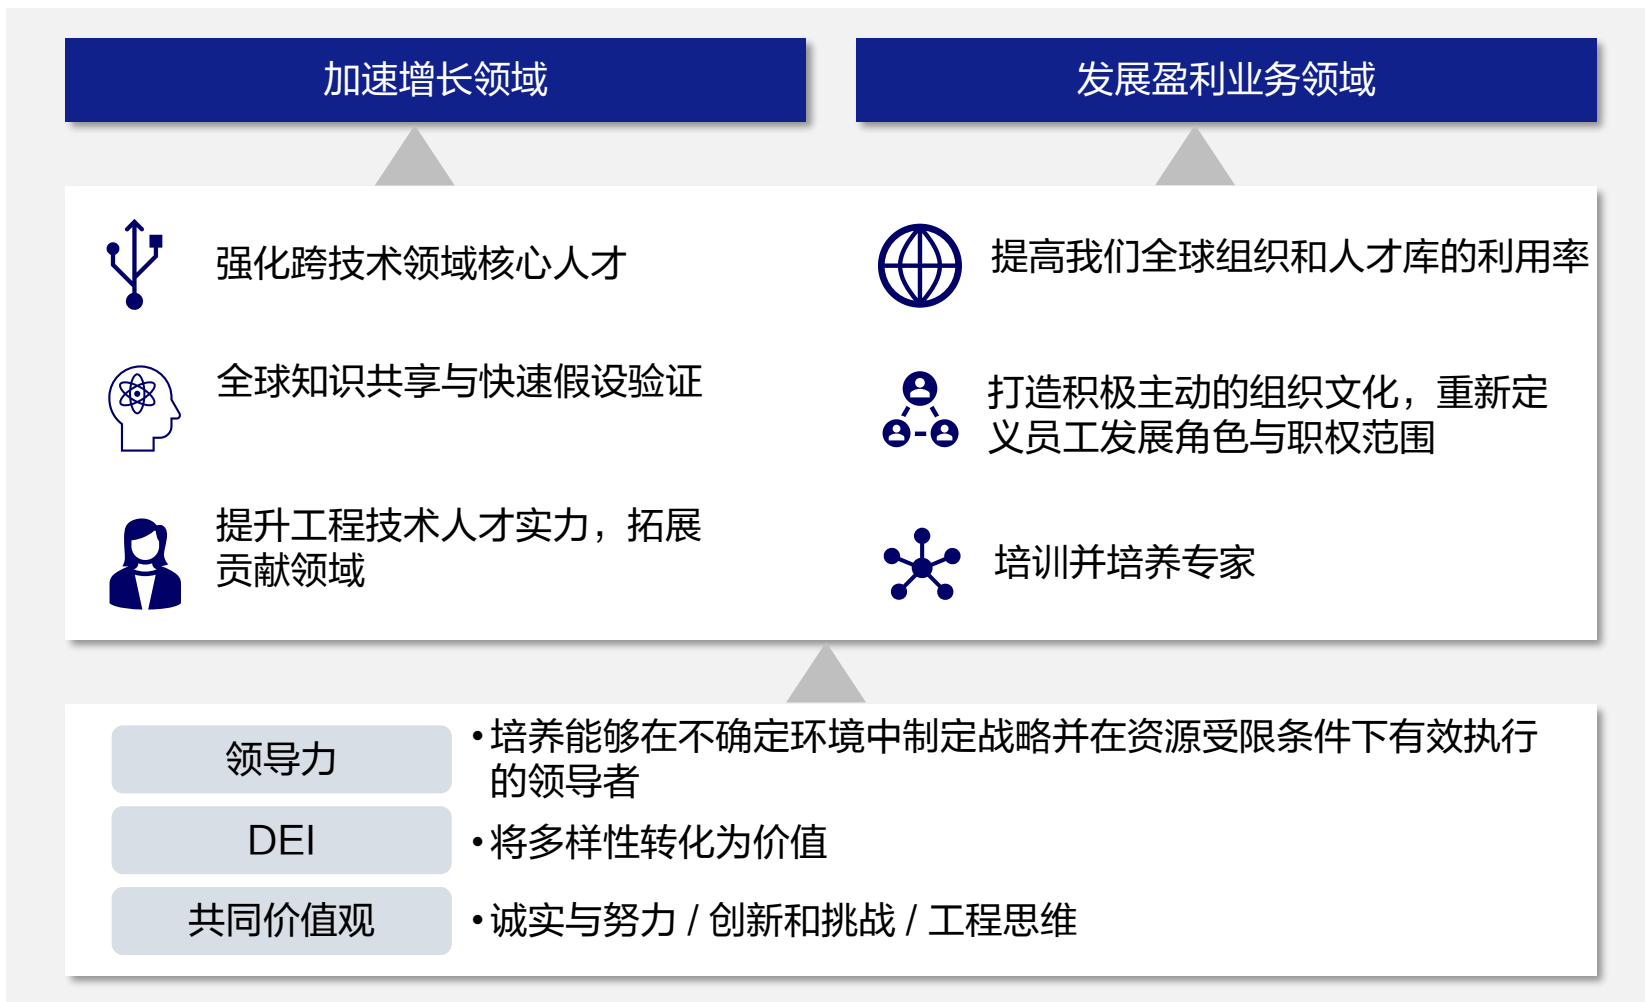 加速增长领域
发展盈利业务领域
强化跨技术领域核心人才
全球知识共享与快速假设验证
提升工程技术人才实力，拓展
贡献领域
提高我们全球组织和人才库的利用率
打造积极主动的组织文化，重新定
义员工发展角色与职权范围
培训并培养专家
领导力
•培养能够在不确定环境中制定战略并在资源受限条件下有效执行
的领导者
DEI
•将多样性转化为价值
共同价值观
•诚实与努力 / 创新和挑战 / 工程思维